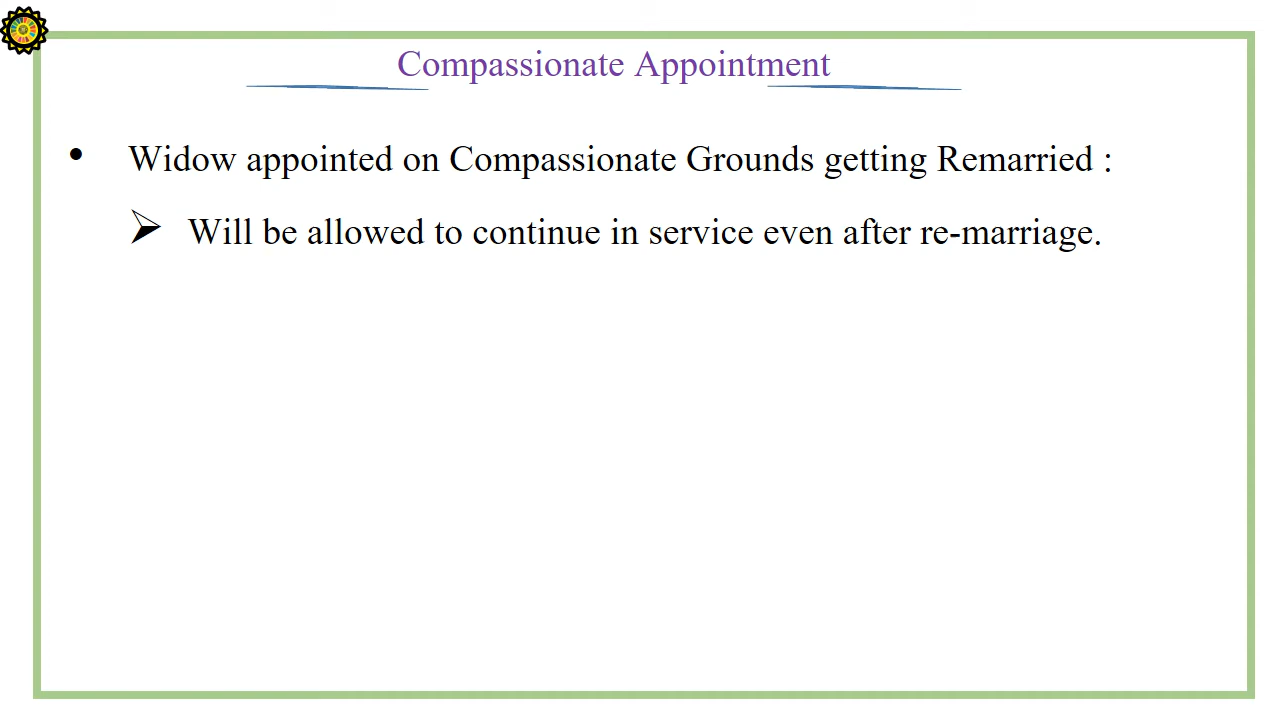 Compassionate Appointment
• Widow appointed on Compassionate Grounds getting Remarried :
➢ Will be allowed to continue in service even after re-marriage.